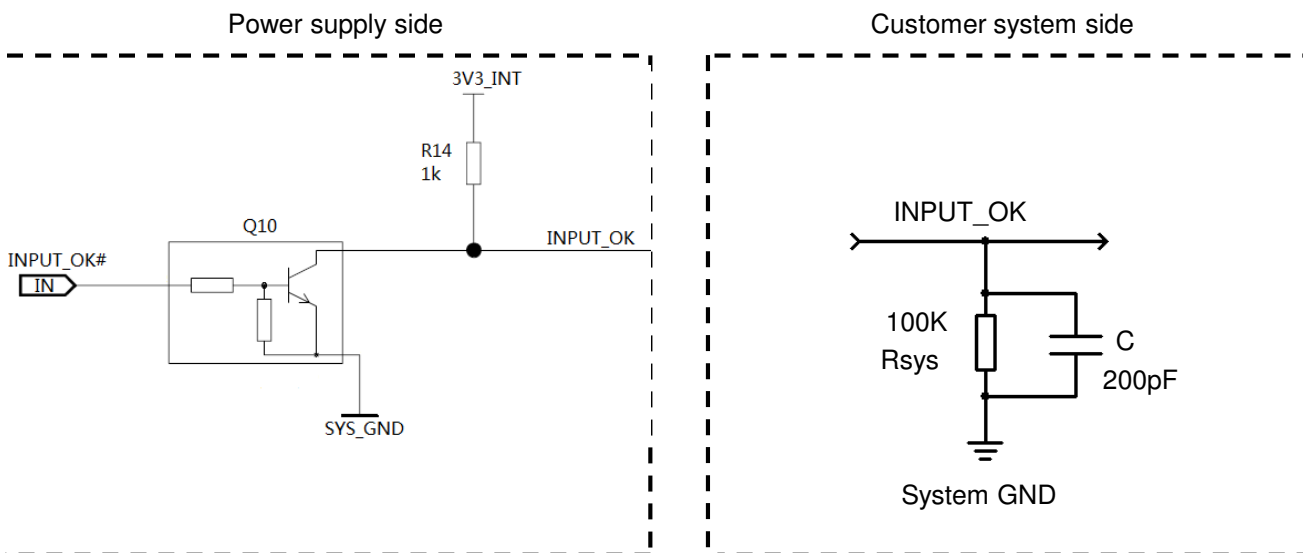 Power supply side
Customer system side
3V3_INT
R14
1k
Q10
INPUT_OK
INPUT_OK#
IN
SYS_GND
INPUT_OK
100K
Rsys
C
200pF
System GND